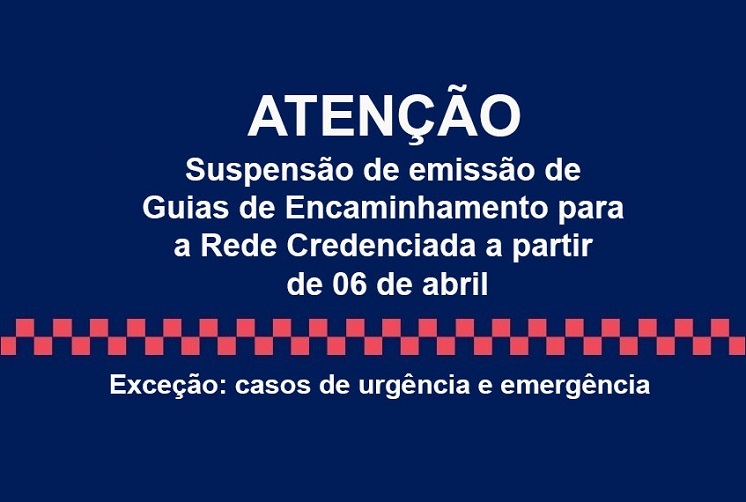 ATENÇÃO
Suspensão de emissão de
Guias de Encaminhamento para
a Rede Credenciada a partir
de 06 de abril
Exceção: casos de urgência e emergência